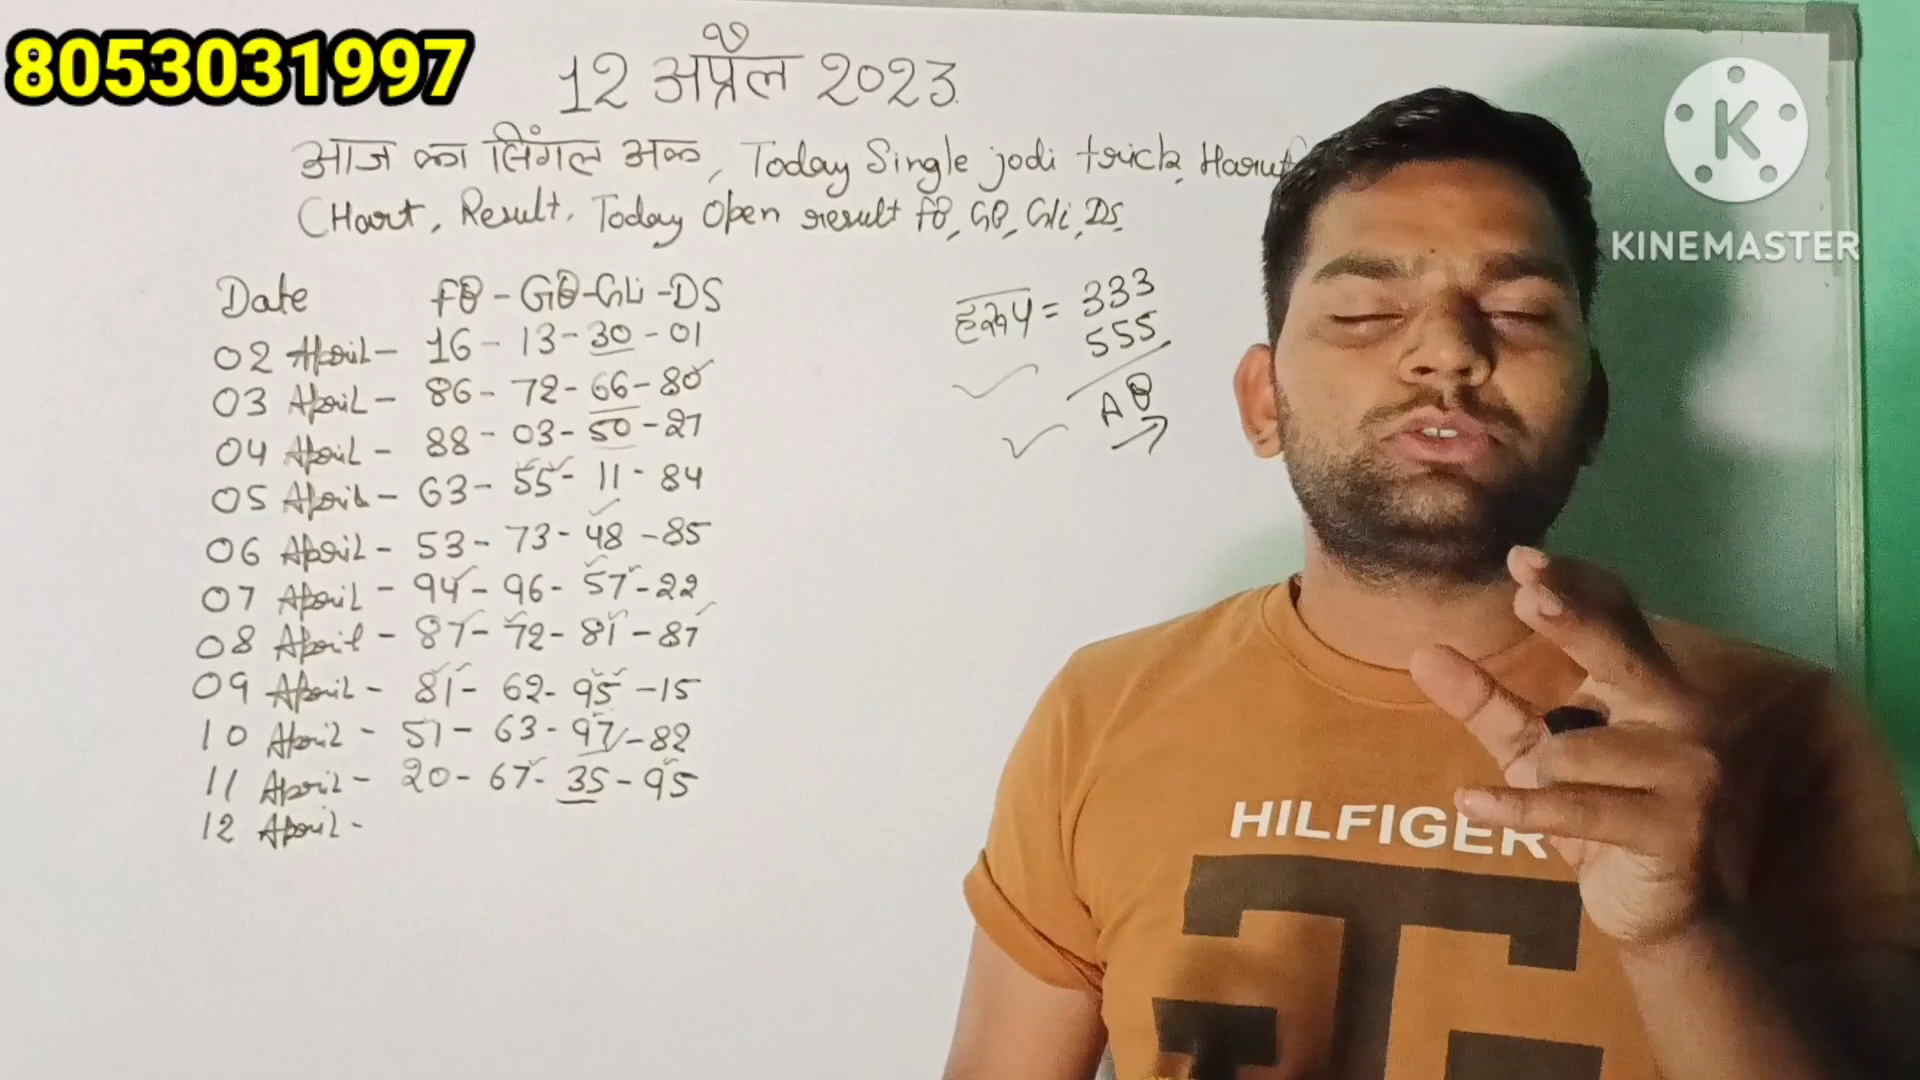 8053031997
12 अप्रैल 2023
आज का सिंगल अंक, Today Single jodi trick, Haruf
CHart, Result, Today Open result FB, GB, Gli, DS.
Date FB - GB - GLi - DS
02 April - 16 - 13 - 30 - 01
03 April - 86 - 72 - 66 - 80
04 April - 88 - 03 - 50 - 27
05 April - 63 - 55 - 11 - 84
06 April - 53 - 73 - 48 - 85
07 April - 94 - 96 - 57 - 22
08 April - 87 - 72 - 81 - 87
09 April - 81 - 62 - 95 - 15
10 April - 51 - 63 - 97 - 82
11 April - 20 - 67 - 35 - 95
12 April -
हरुप = 333
555
AB
K
KINEMASTER
HILFIGER